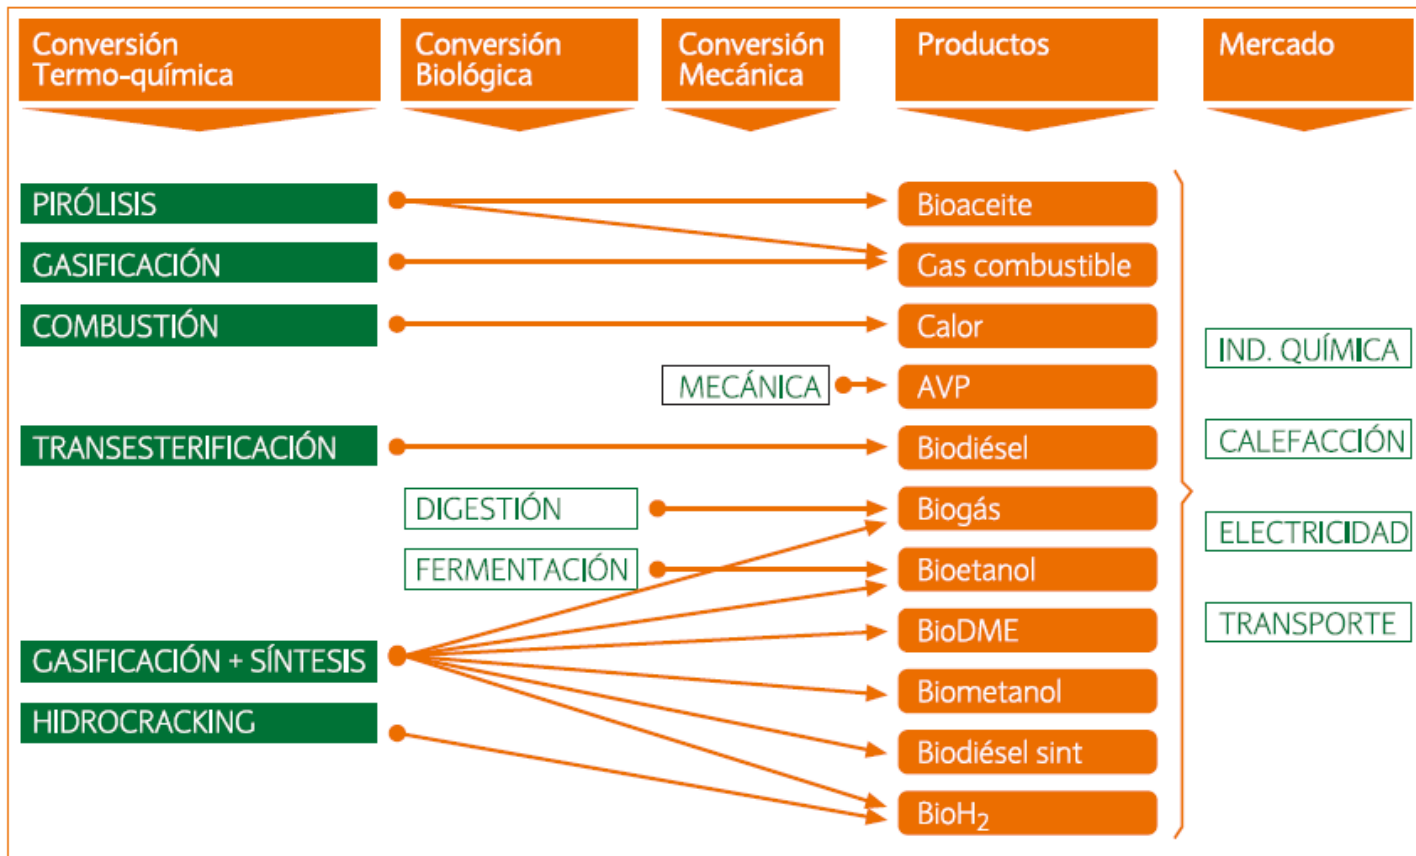 Conversión
Termo-química
Conversión
Biológica
Conversión
Mecánica
Productos
Mercado
PIRÓLISIS
Bioaceite
GASIFICACIÓN
Gas combustible
COMBUSTIÓN
Calor
IND. QUÍMICA
MECÁNICA
AVP
TRANSESTERIFICACIÓN
Biodiésel
CALEFACCIÓN
DIGESTIÓN
Biogás
ELECTRICIDAD
FERMENTACIÓN
Bioetanol
BioDME
TRANSPORTE
GASIFICACIÓN + SÍNTESIS
Biometanol
HIDROCRACKING
Biodiésel sint
BioH₂